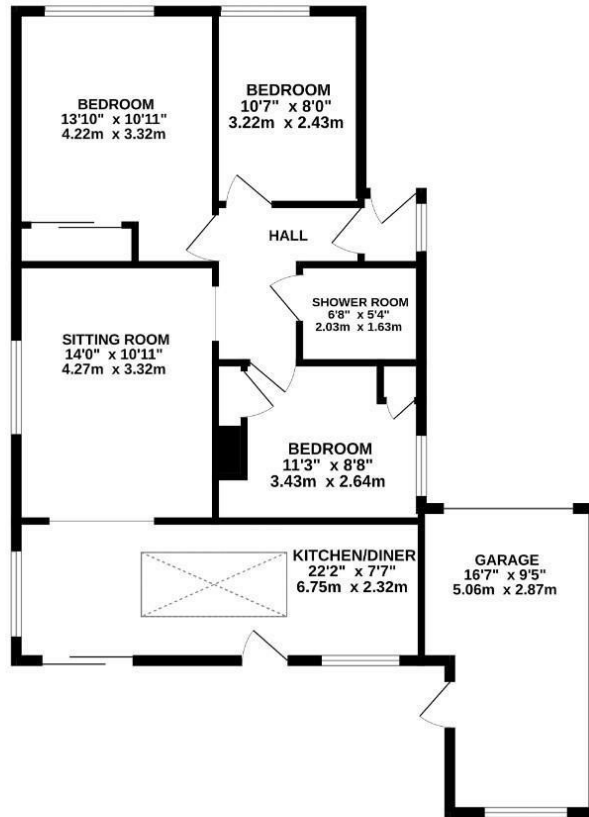 BEDROOM
13'10" x 10'11"
4.22m x 3.32m
BEDROOM
10'7" x 8'0"
3.22m x 2.43m
HALL
SHOWER ROOM
6'8" x 5'4"
2.03m x 1.63m
SITTING ROOM
14'0" x 10'11"
4.27m x 3.32m
BEDROOM
11'3" x 8'8"
3.43m x 2.64m
KITCHEN/DINER
22'2" x 7'7"
6.75m x 2.32m
GARAGE
16'7" x 9'5"
5.06m x 2.87m